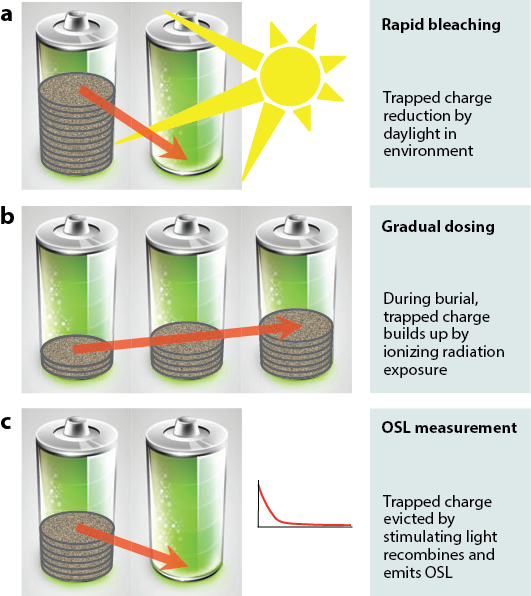 a
Rapid bleaching
Trapped charge
reduction by
daylight in
environment
b
Gradual dosing
During burial,
trapped charge
builds up by
ionizing radiation
exposure
c
OSL measurement
Trapped charge
evicted by
stimulating light
recombines and
emits OSL